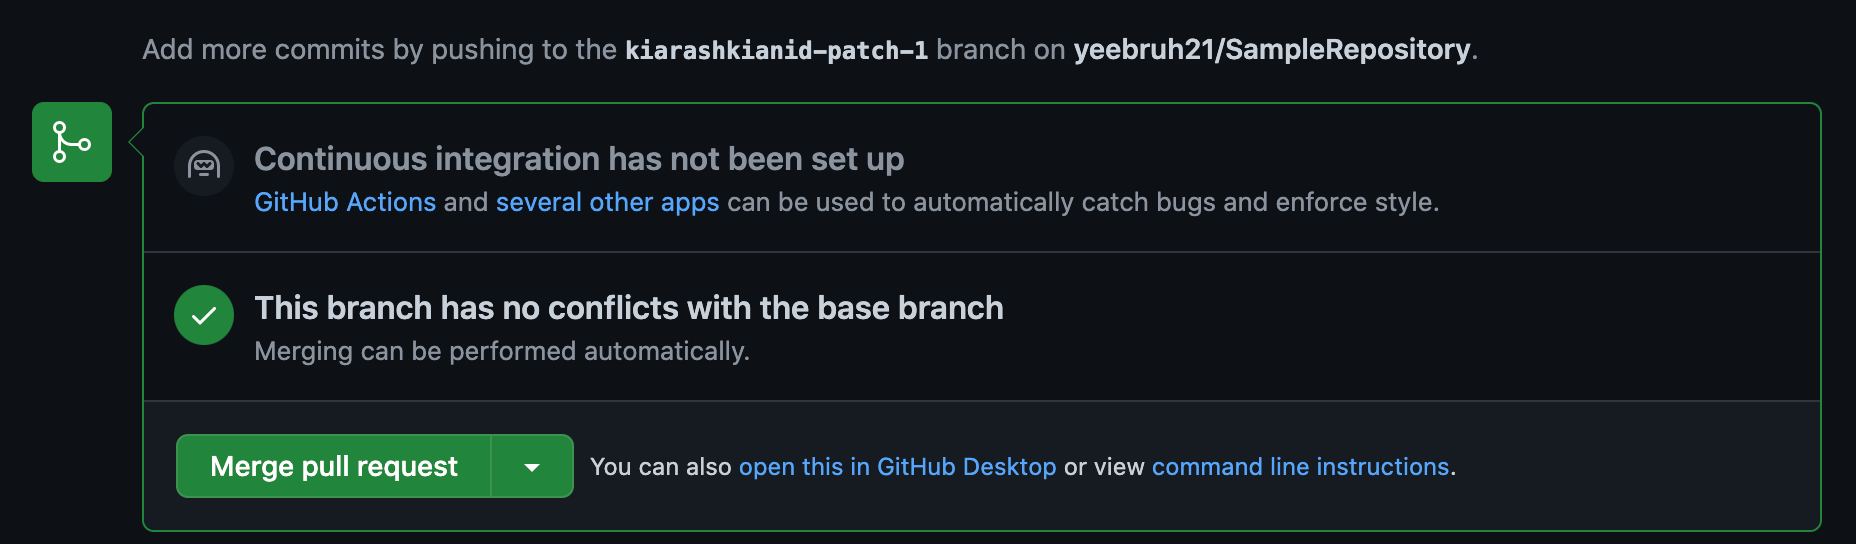 Add more commits by pushing to the kiarashkianid-patch-1 branch on yeebruh21/SampleRepository.
Continuous integration has not been set up
GitHub Actions and several other apps can be used to automatically catch bugs and enforce style.
This branch has no conflicts with the base branch
Merging can be performed automatically.
Merge pull request You can also open this in GitHub Desktop or view command line instructions.